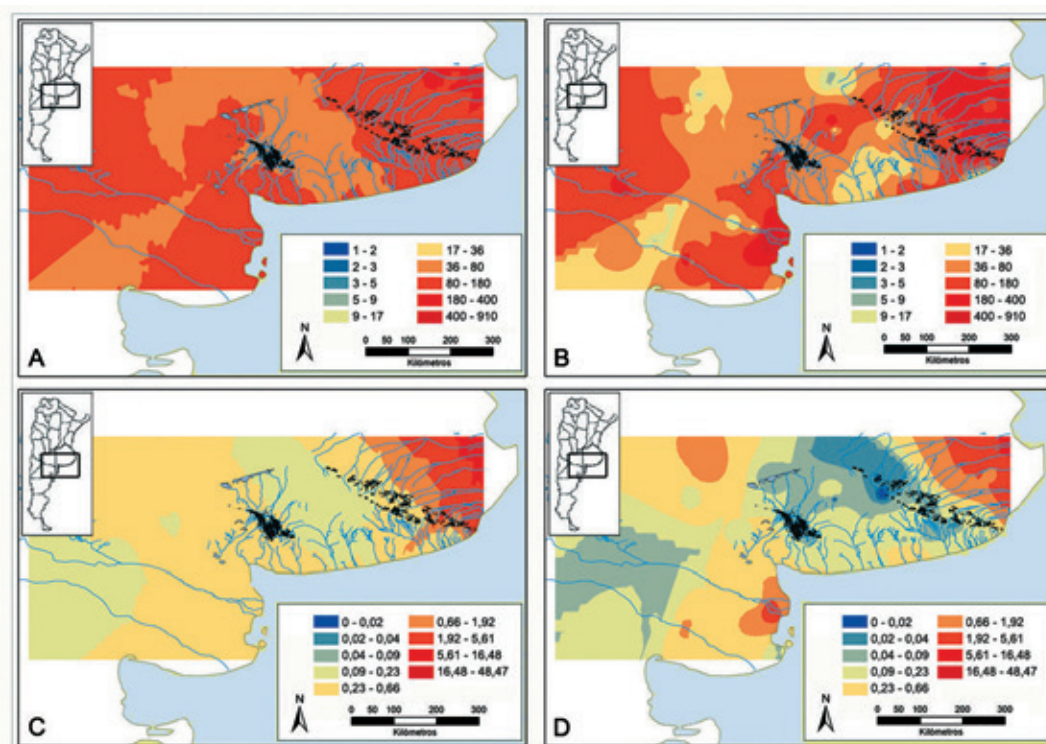 1 - 2
2 - 3
3 - 5
5 - 9
9 - 17
17 - 36
36 - 80
80 - 180
180 - 400
400 - 910
N
0 100 200 300
Kilómetros
A
1 - 2
2 - 3
3 - 5
5 - 9
9 - 17
17 - 36
36 - 80
80 - 180
180 - 400
400 - 910
N
0 100 200 300
Kilómetros
B
0 - 0,02
0,02 - 0,04
0,04 - 0,09
0,09 - 0,23
0,23 - 0,66
0,66 - 1,92
1,92 - 5,61
5,61 - 16,48
16,48 - 48,47
N
0 100 200 300
Kilómetros
C
0 - 0,02
0,02 - 0,04
0,04 - 0,09
0,09 - 0,23
0,23 - 0,66
0,66 - 1,92
1,92 - 5,61
5,61 - 16,48
16,48 - 48,47
N
0 100 200 300
Kilómetros
D